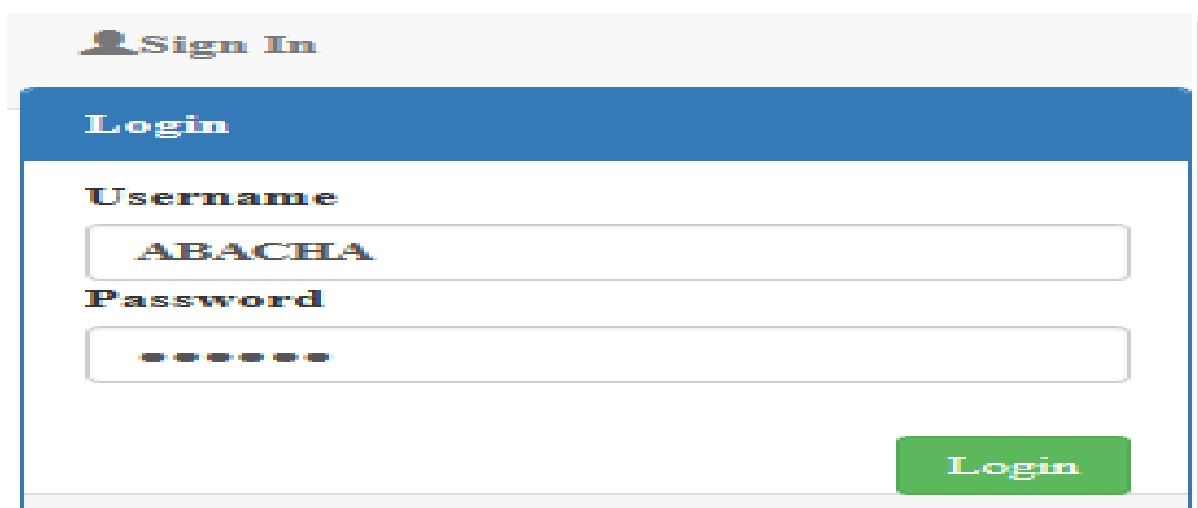 Sign In
Login
Username
ABACHA
Password
••••••
Login